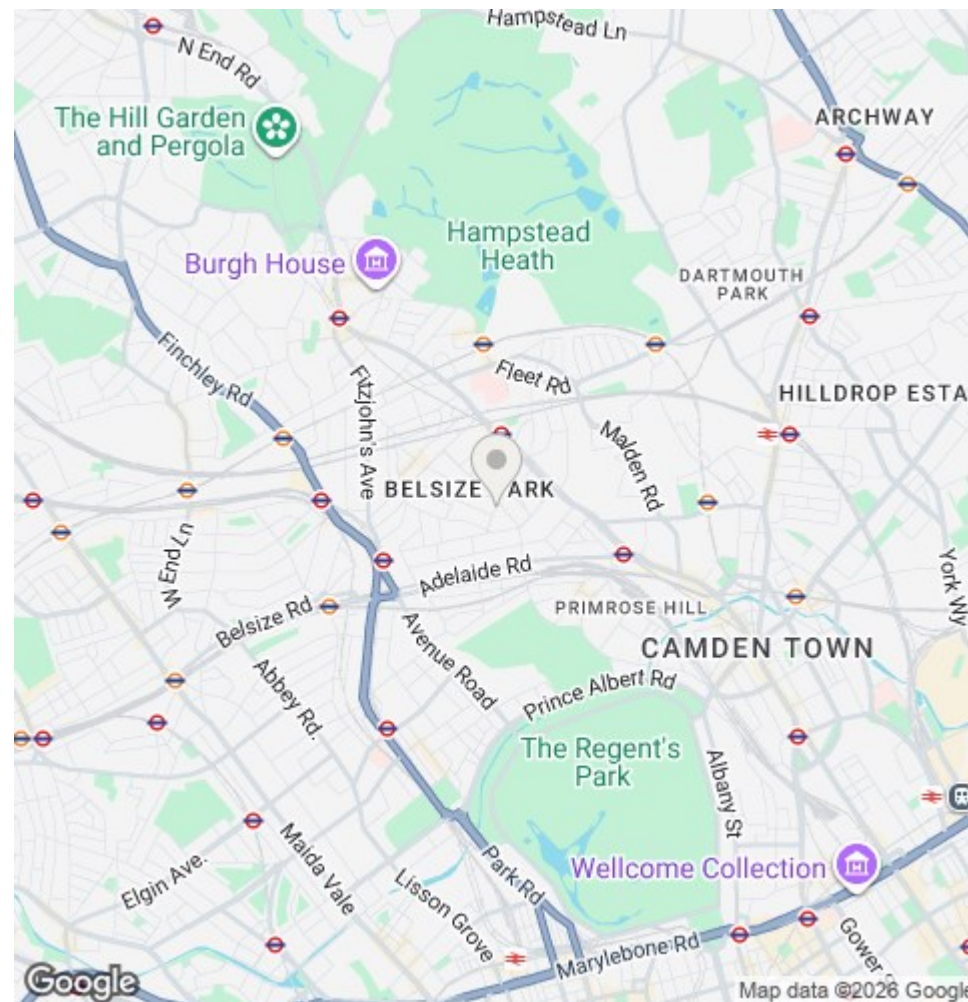 Hampstead Ln
N End Rd
The Hill Garden
and Pergola
ARCHWAY
Hampstead
Heath
Burgh House
DARTMOUTH
PARK
Finchley Rd
Fitzjohn's Ave
Fleet Rd
HILLDROP ESTA
Malden Rd
BELSIZE PARK
W End Ln
Adelaide Rd
York Wy
Belsize Rd
PRIMROSE HILL
Avenue Road
CAMDEN TOWN
Abbey Rd.
Prince Albert Rd
The Regent's
Park
Albany St
Maida Vale
Park Rd
Wellcome Collection
Elgin Ave.
Lisson Grove
Marylebone Rd
Gower S
Google
Map data ©2026 Google